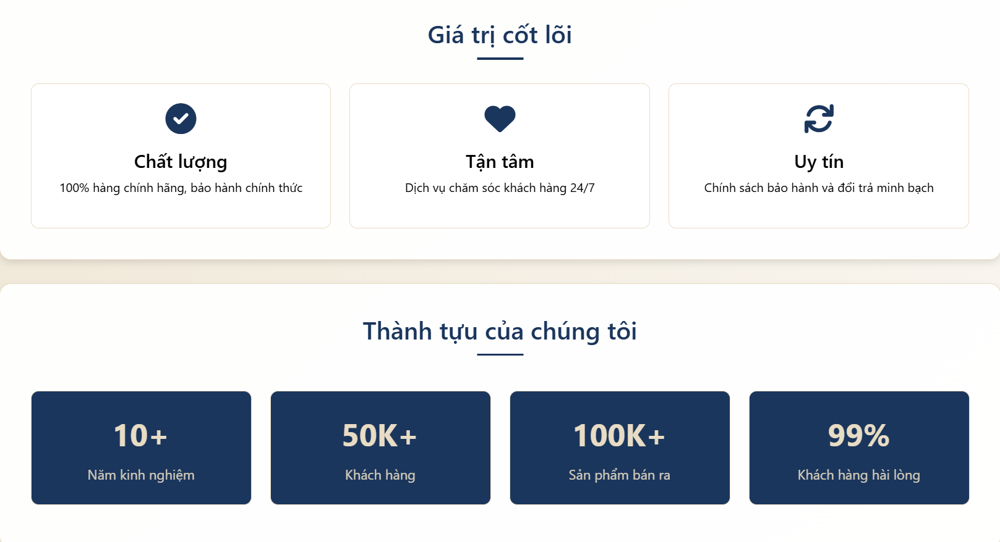 Giá trị cốt lõi
Chất lượng
100% hàng chính hãng, bảo hành chính thức
Tận tâm
Dịch vụ chăm sóc khách hàng 24/7
Uy tín
Chính sách bảo hành và đổi trả minh bạch
Thành tựu của chúng tôi
10+
Năm kinh nghiệm
50K+
Khách hàng
100K+
Sản phẩm bán ra
99%
Khách hàng hài lòng